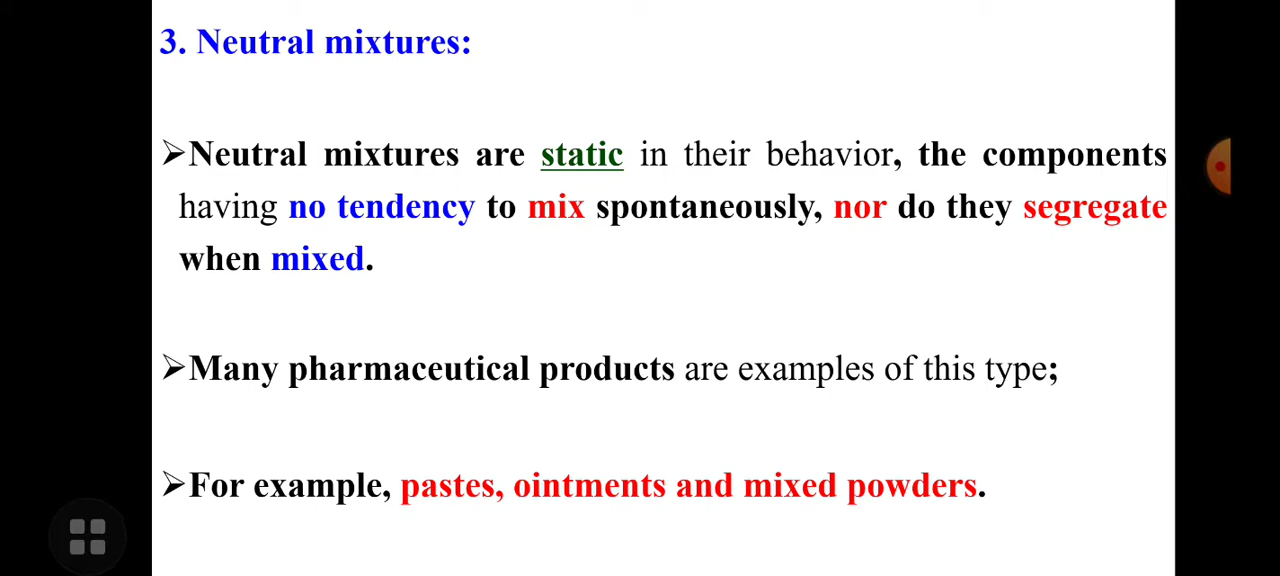 3. Neutral mixtures:
➢Neutral mixtures are static in their behavior, the components
having no tendency to mix spontaneously, nor do they segregate
when mixed.
➢Many pharmaceutical products are examples of this type;
➢For example, pastes, ointments and mixed powders.